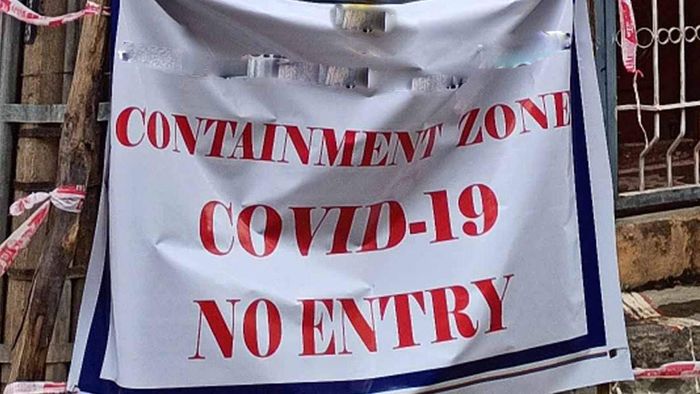 CONTAINMENT ZONE
COVID-19
NO ENTRY